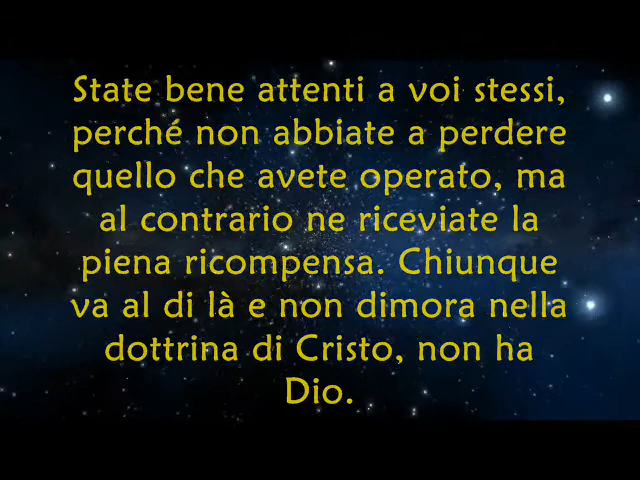 State bene attenti a voi stessi,
perché non abbiate a perdere
quello che avete operato, ma
al contrario ne riceviate la
piena ricompensa. Chiunque
va al di là e non dimora nella
dottrina di Cristo, non ha
Dio.